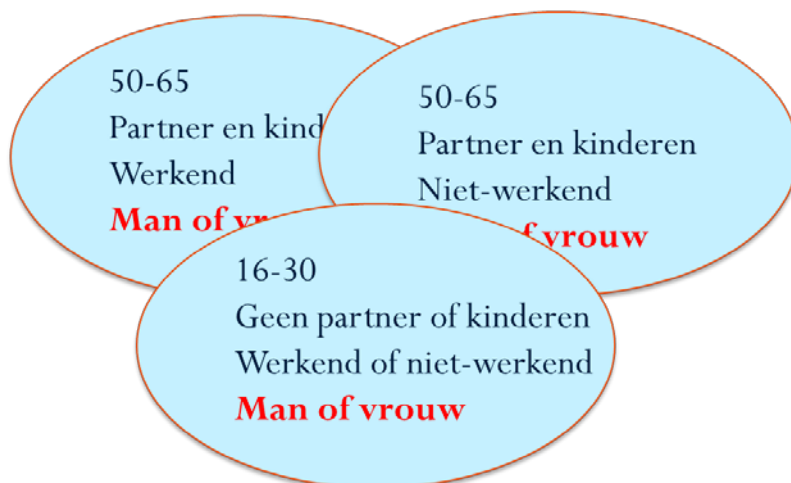 50-65
Partner en kind
Werkend
Man of
50-65
Partner en kinderen
Niet-werkend
vrouw
16-30
Geen partner of kinderen
Werkend of niet-werkend
Man of vrouw